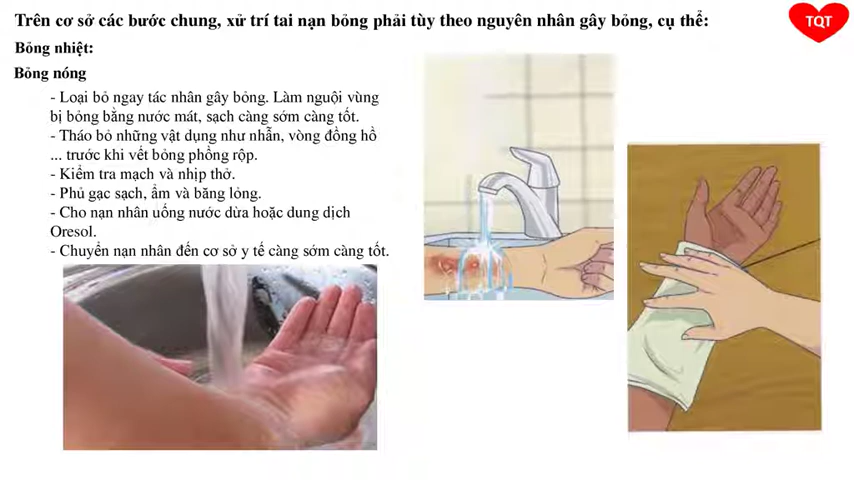 Trên cơ sở các bước chung, xử trí tai nạn bỏng phải tùy theo nguyên nhân gây bỏng, cụ thể:
TQT
Bỏng nhiệt:
Bỏng nóng
- Loại bỏ ngay tác nhân gây bỏng. Làm nguội vùng
bị bỏng bằng nước mát, sạch càng sớm càng tốt.
- Tháo bỏ những vật dụng như nhẫn, vòng đồng hồ
... trước khi vết bỏng phồng rộp.
- Kiểm tra mạch và nhịp thở.
- Phủ gạc sạch, ẩm và băng lỏng.
- Cho nạn nhân uống nước dừa hoặc dung dịch
Oresol.
- Chuyển nạn nhân đến cơ sở y tế càng sớm càng tốt.